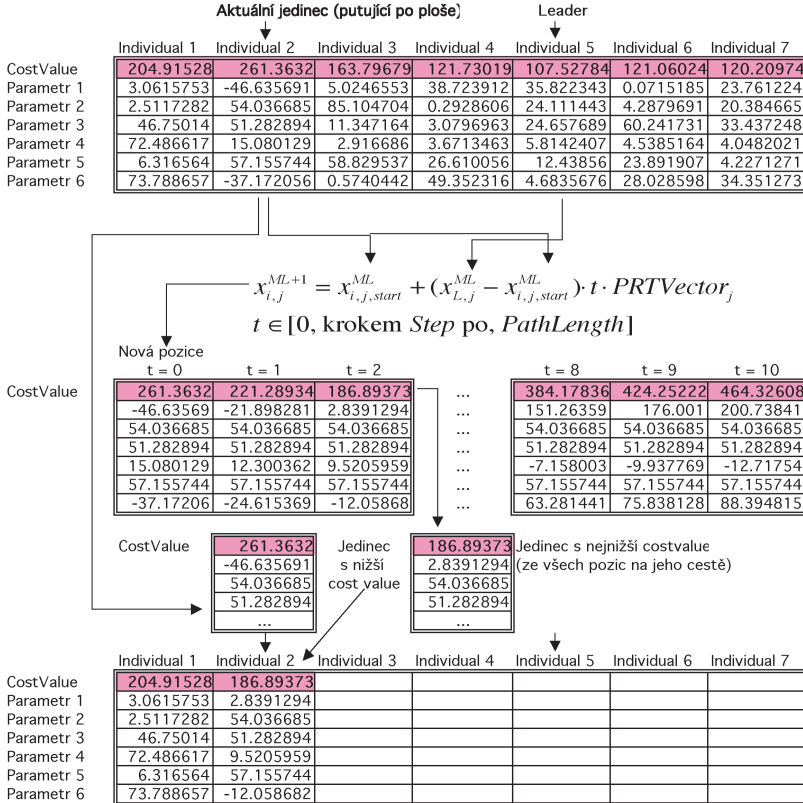 Aktuální jedinec (putující po ploše) Leader
Individual 1 Individual 2 Individual 3 Individual 4 Individual 5 Individual 6 Individual 7
CostValue 204.91528 261.3632 163.79679 121.73019 107.52784 121.06024 120.20974
Parametr 1 3.0615753 -46.635691 5.0246553 38.723912 35.822343 0.0715185 23.761224
Parametr 2 2.5117282 54.036685 85.104704 0.2928606 24.111443 4.2879691 20.384665
Parametr 3 46.75014 51.282894 11.347164 3.0796963 24.657689 60.241731 33.437248
Parametr 4 72.486617 15.080129 2.916686 3.6713463 5.8142407 4.5385164 4.0482021
Parametr 5 6.316564 57.155744 58.829537 26.610056 12.43856 23.891907 4.2271271
Parametr 6 73.788657 -37.172056 0.5740442 49.352316 4.6835676 28.028598 34.351273
x_{i,j}^{ML+1} = x_{i,j,start}^{ML} + (x_{L,j}^{ML} − x_{i,j,start}^{ML})· t · PRTVector_j
t ∈ [0, krokem Step po, PathLength]
Nová pozice
t = 0 t = 1 t = 2 t = 8 t = 9 t = 10
CostValue 261.3632 221.28934 186.89373 ... 384.17836 424.25222 464.32608
-46.63569 -21.898281 2.8391294 ... 151.26359 176.001 200.73841
54.036685 54.036685 54.036685 ... 54.036685 54.036685 54.036685
51.282894 51.282894 51.282894 ... 51.282894 51.282894 51.282894
15.080129 12.300362 9.5205959 ... -7.158003 -9.937769 -12.71754
57.155744 57.155744 57.155744 ... 57.155744 57.155744 57.155744
-37.17206 -24.615369 -12.05868 ... 63.281441 75.838128 88.394815
CostValue 261.3632 Jedinec 186.89373 Jedinec s nejnižší costvalue
-46.635691 s nižší 2.8391294 (ze všech pozic na jeho cestě)
54.036685 cost value 54.036685
51.282894 51.282894
... ...
Individual 1 Individual 2 Individual 3 Individual 4 Individual 5 Individual 6 Individual 7
CostValue 204.91528 186.89373
Parametr 1 3.0615753 2.8391294
Parametr 2 2.5117282 54.036685
Parametr 3 46.75014 51.282894
Parametr 4 72.486617 9.5205959
Parametr 5 6.316564 57.155744
Parametr 6 73.788657 -12.058682